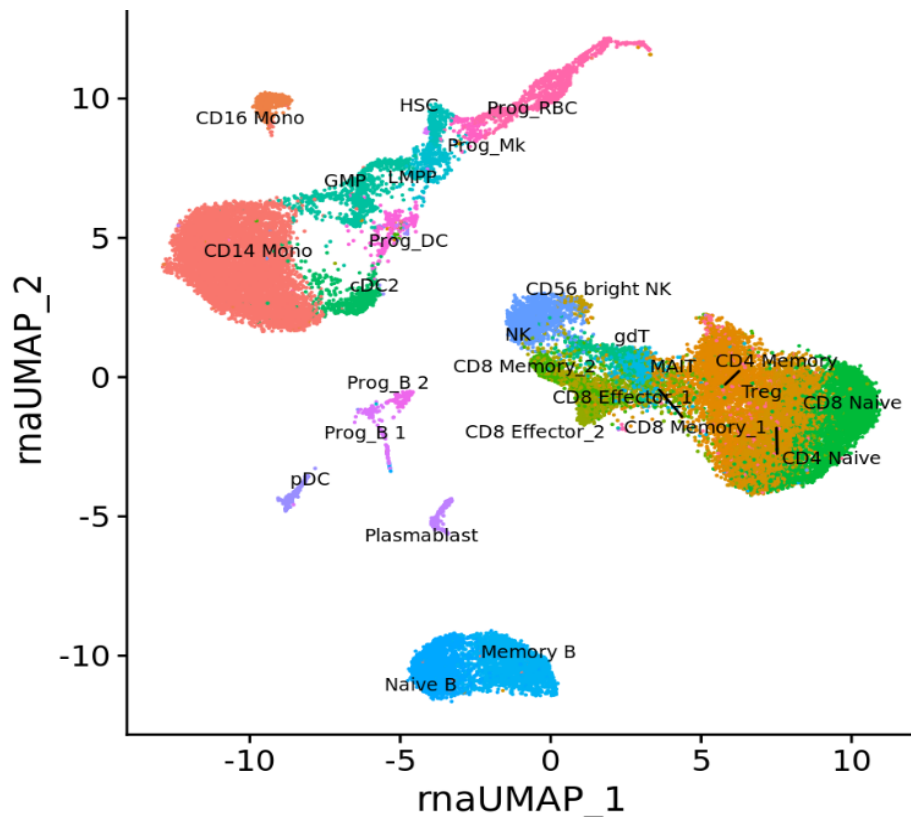 rnaUMAP_2
10
5
0
-5
-10
CD16 Mono
HSC
Prog_RBC
Prog_Mk
GMP
LMPP
CD14 Mono
Prog_DC
cDC2
CD56 bright NK
NK
gdT
CD8 Memory_2
MAIT
CD4 Memory
Prog_B 2
CD8 Effector_1
Treg
CD8 Naive
Prog_B 1
CD8 Effector_2
CD8 Memory_1
CD4 Naive
pDC
Plasmablast
Memory B
Naive B
-10
-5
0
5
10
rnaUMAP_1